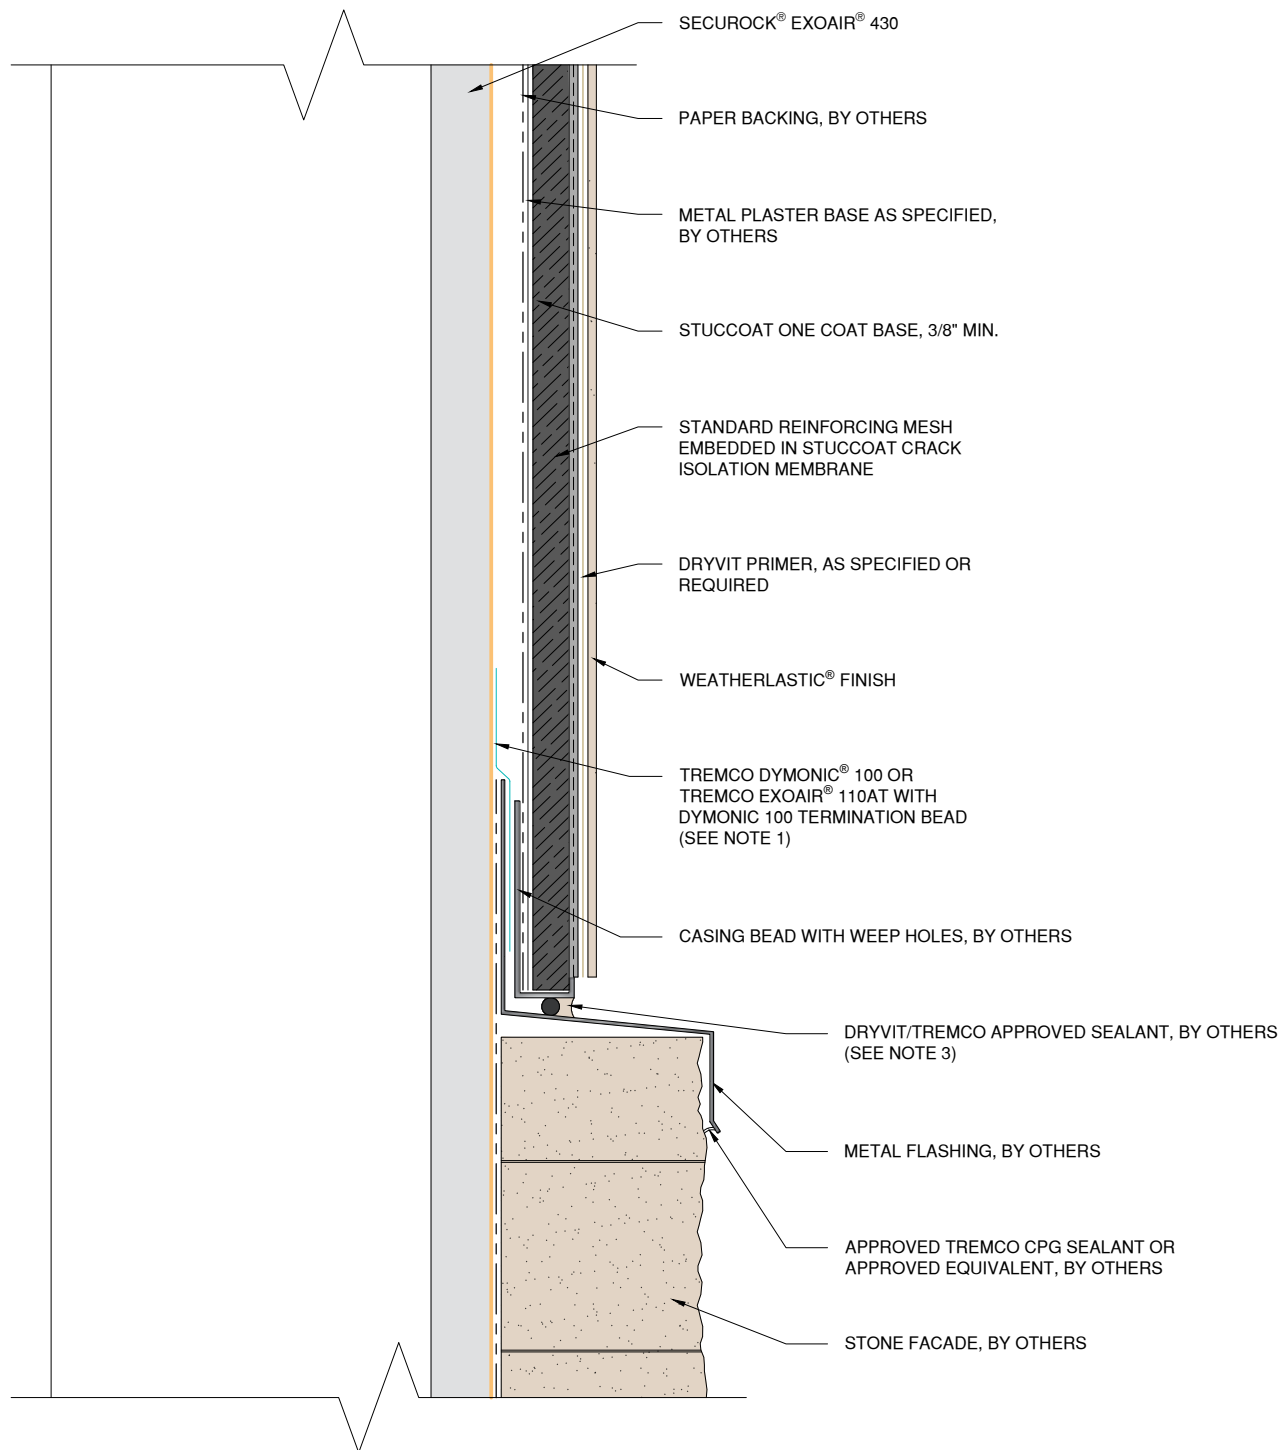 SECUROCK® EXOAIR® 430
PAPER BACKING, BY OTHERS
METAL PLASTER BASE AS SPECIFIED,
BY OTHERS
STUCCOAT ONE COAT BASE, 3/8" MIN.
STANDARD REINFORCING MESH
EMBEDDED IN STUCCOAT CRACK
ISOLATION MEMBRANE
DRYVIT PRIMER, AS SPECIFIED OR
REQUIRED
WEATHERLASTIC® FINISH
TREMCO DYMONIC® 100 OR
TREMCO EXOAIR® 110AT WITH
DYMONIC 100 TERMINATION BEAD
(SEE NOTE 1)
CASING BEAD WITH WEEP HOLES, BY OTHERS
DRYVIT/TREMCO APPROVED SEALANT, BY OTHERS
(SEE NOTE 3)
METAL FLASHING, BY OTHERS
APPROVED TREMCO CPG SEALANT OR
APPROVED EQUIVALENT, BY OTHERS
STONE FACADE, BY OTHERS